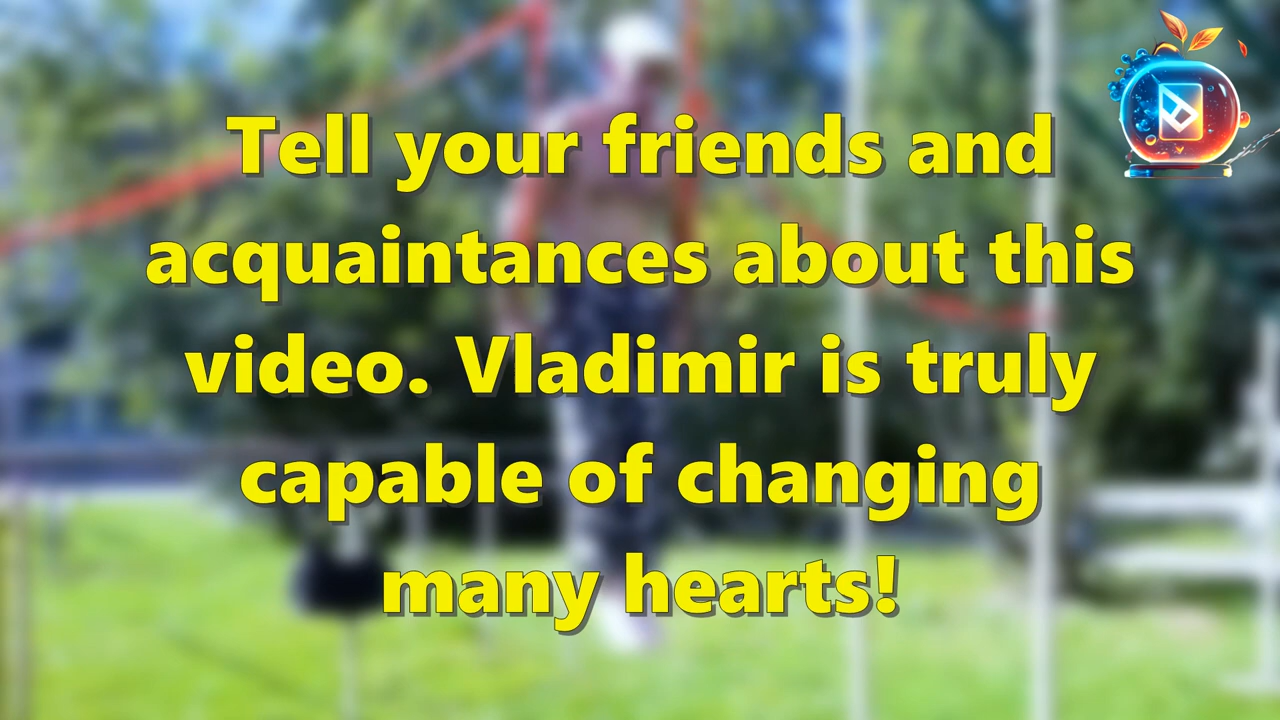 Tell your friends and
acquaintances about this
video. Vladimir is truly
capable of changing
many hearts!